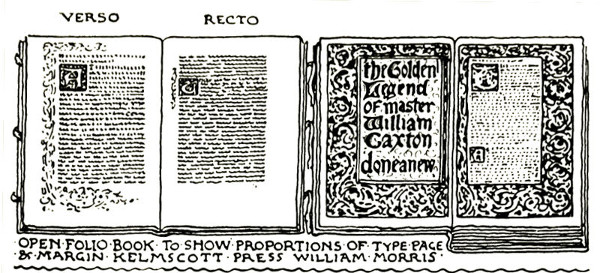 VERSO RECTO
the Golden
Legend
of master
William
Caxton
done anew.
OPEN·FOLIO·BOOK·TO·SHOW·PROPORTIONS·OF·TYPE·PAGE
&·MARGIN·KELMSCOTT·PRESS·WILLIAM·MORRIS·